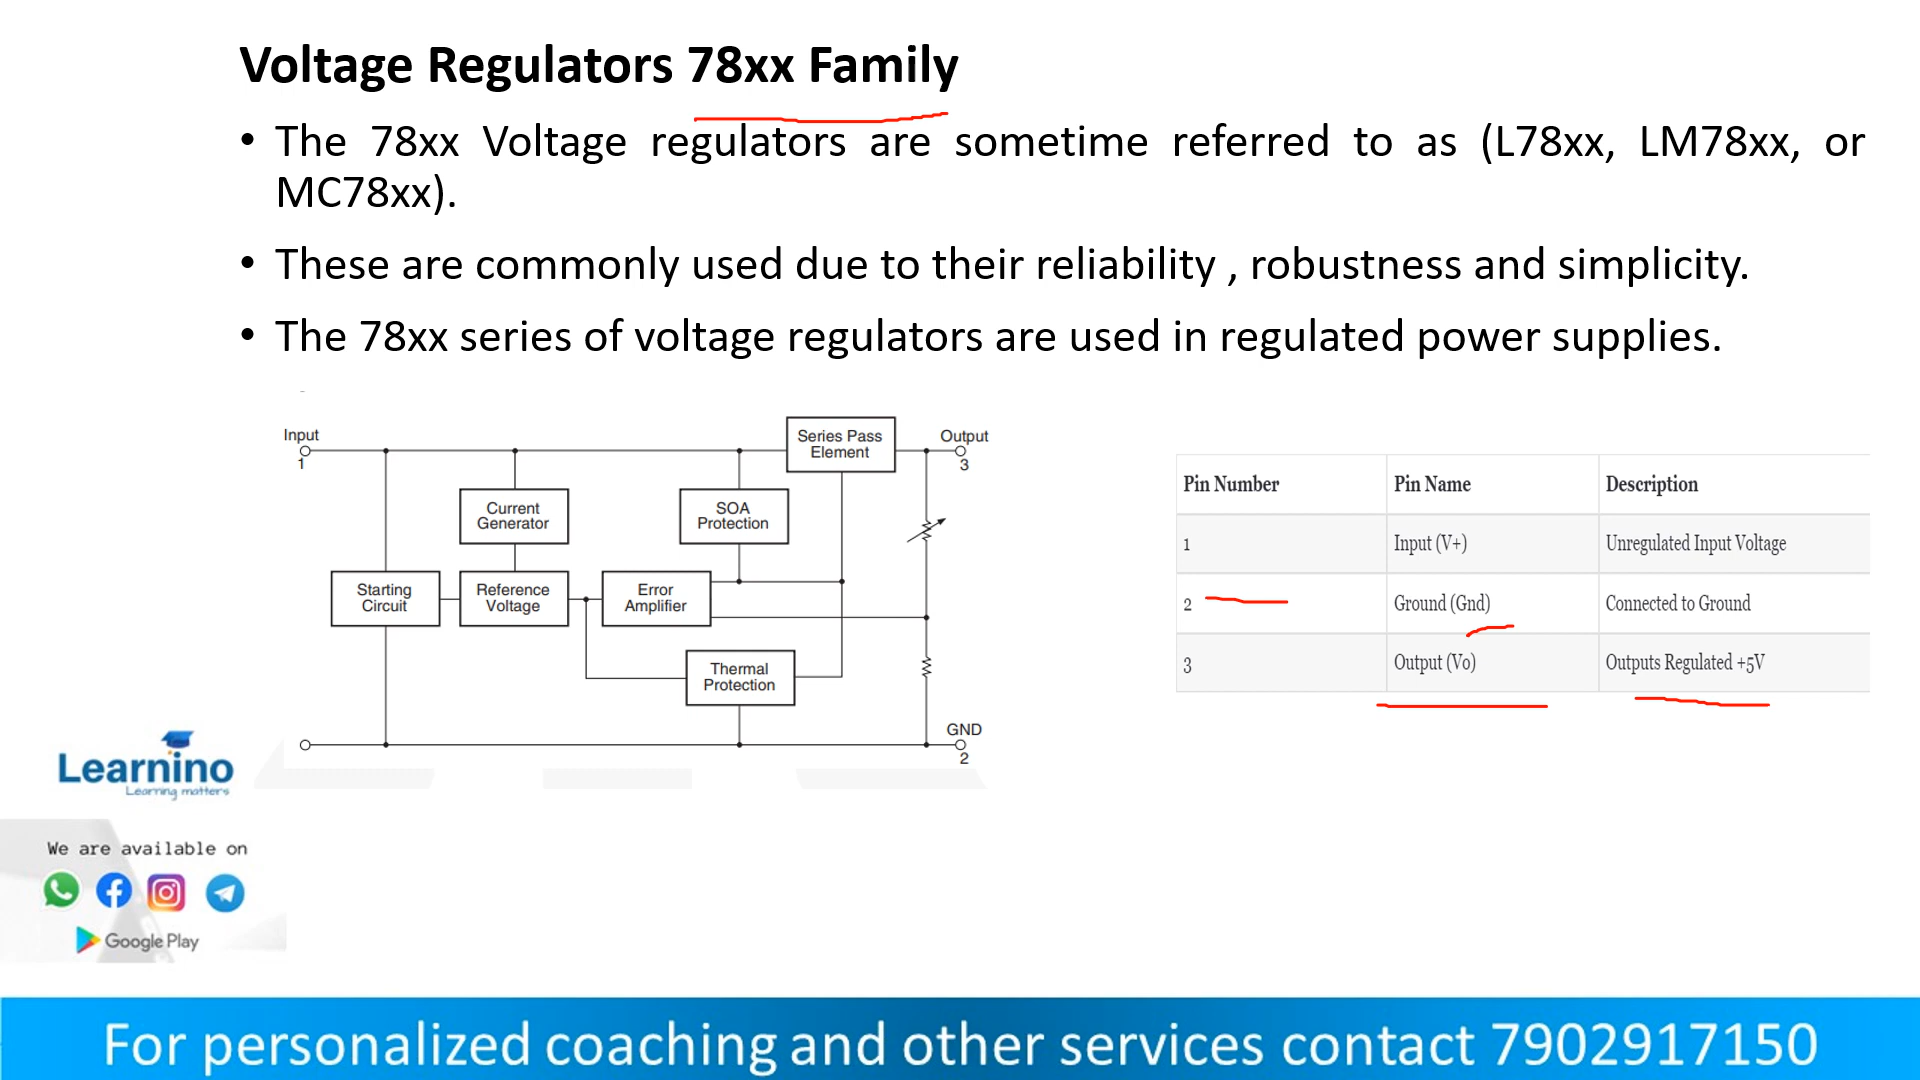 Voltage Regulators 78xx Family
• The 78xx Voltage regulators are sometime referred to as (L78xx, LM78xx, or
MC78xx).
• These are commonly used due to their reliability , robustness and simplicity.
• The 78xx series of voltage regulators are used in regulated power supplies.
Input
1
Series Pass
Element
Output
3
Current
Generator
SOA
Protection
Starting
Circuit
Reference
Voltage
Error
Amplifier
Thermal
Protection
GND
2
Pin Number Pin Name Description
1 Input (V+) Unregulated Input Voltage
2 Ground (Gnd) Connected to Ground
3 Output (Vo) Outputs Regulated +5V
Learnino
Learning matters
We are available on
Google Play
For personalized coaching and other services contact 7902917150